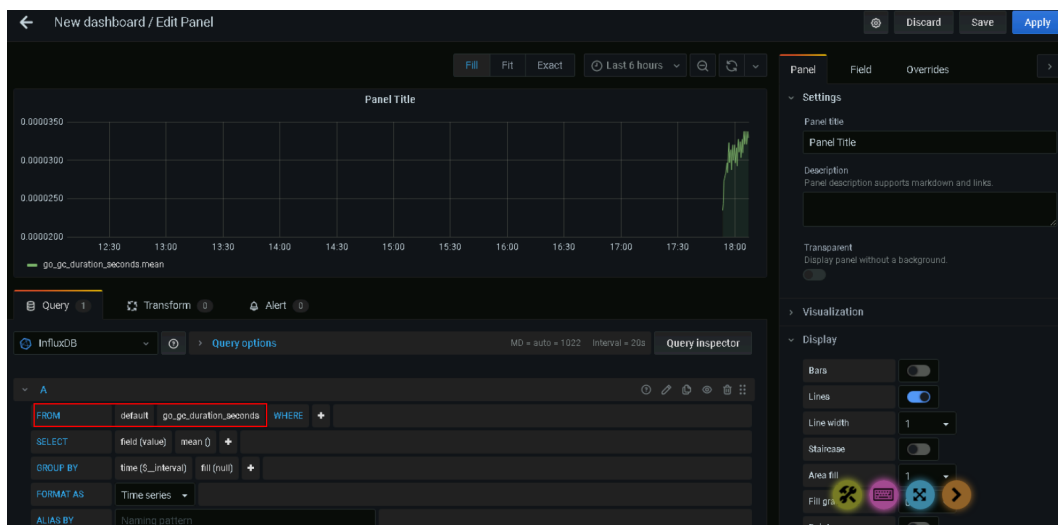 New dashboard / Edit Panel
Discard
Save
Apply
Fill
Fit
Exact
Last 6 hours
Panel Title
0.0000350
0.0000300
0.0000250
0.0000200
12:30 13:00 13:30 14:00 14:30 15:00 15:30 16:00 16:30 17:00 17:30 18:00
go_gc_duration_seconds.mean
Query 1
Transform 0
Alert 0
InfluxDB
Query options
MD = auto = 1022 Interval = 20s
Query inspector
A
FROM default go_gc_duration_seconds WHERE +
SELECT field (value) mean () +
GROUP BY time ($__interval) fill (null) +
FORMAT AS Time series
ALIAS BY Naming pattern
Panel
Field
Overrides
Settings
Panel title
Panel Title
Description
Panel description supports markdown and links.
Transparent
Display panel without a background.
Visualization
Display
Bars
Lines
Line width 1
Staircase
Area fill 1
Fill gra